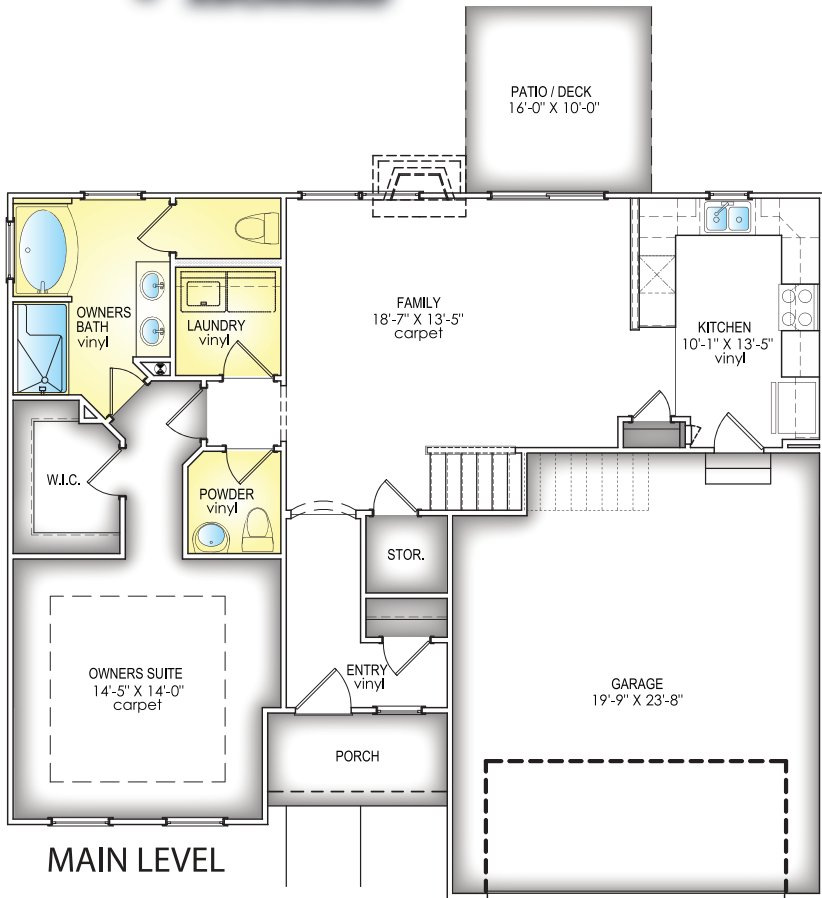 PATIO / DECK
16'-0" X 10'-0"
OWNERS
BATH
vinyl
LAUNDRY
vinyl
FAMILY
18'-7" X 13'-5"
carpet
KITCHEN
10'-1" X 13'-5"
vinyl
W.I.C.
POWDER
vinyl
STOR.
OWNERS SUITE
14'-5" X 14'-0"
carpet
ENTRY
vinyl
GARAGE
19'-9" X 23'-8"
PORCH
MAIN LEVEL